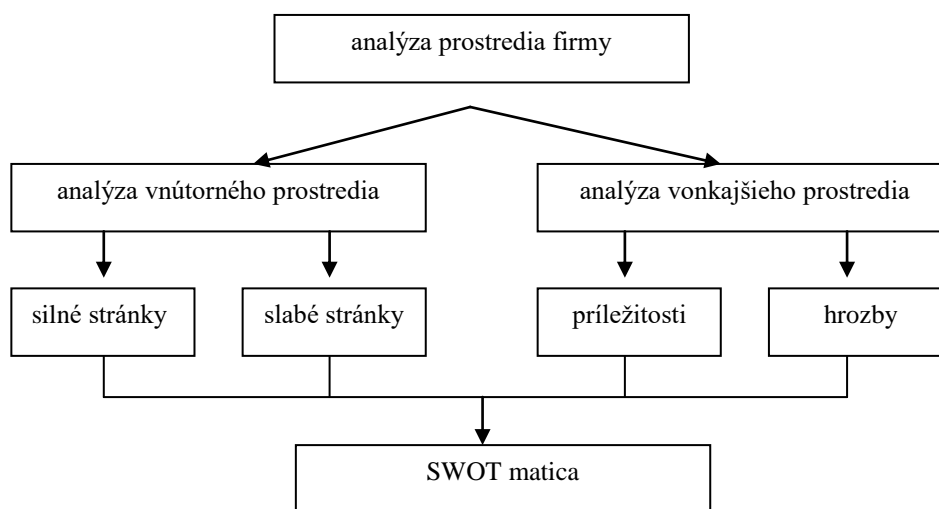 analýza prostredia firmy
analýza vnútorného prostredia
analýza vonkajšieho prostredia
silné stránky
slabé stránky
príležitosti
hrozby
SWOT matica